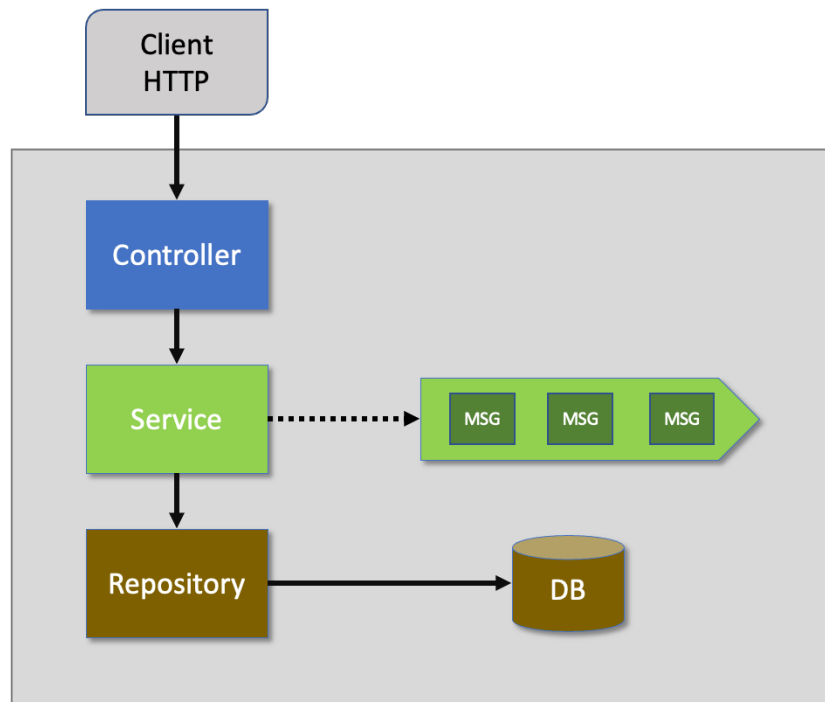 Client
HTTP
Controller
Service
MSG
MSG
MSG
Repository
DB